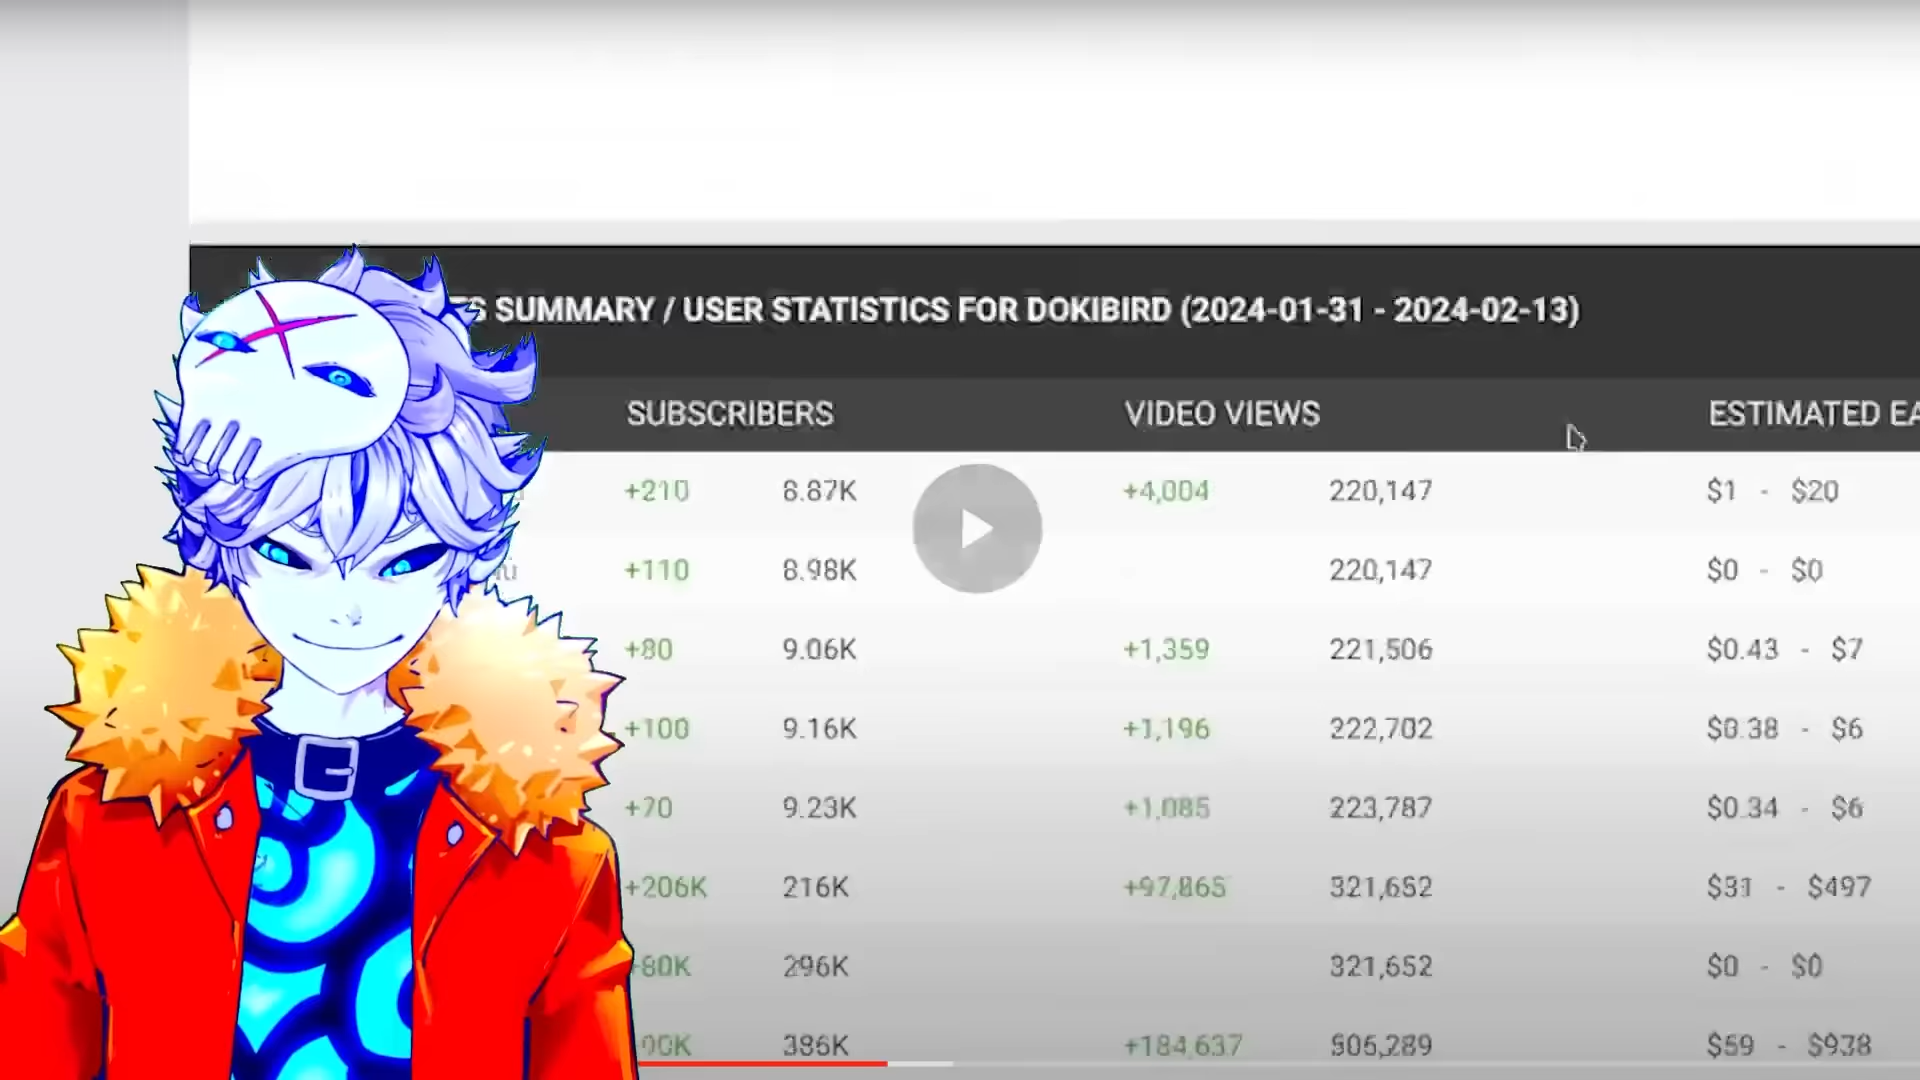 S SUMMARY / USER STATISTICS FOR DOKIBIRD (2024-01-31 - 2024-02-13)
SUBSCRIBERS VIDEO VIEWS ESTIMATED EA
+210 8.87K +4,004 220,147 $1 - $20
+110 8.98K 220,147 $0 - $0
+80 9.06K +1,359 221,506 $0.43 - $7
+100 9.16K +1,196 222,702 $0.38 - $6
+70 9.23K +1,085 223,787 $0.34 - $6
+206K 216K +97,865 321,652 $31 - $497
+80K 296K 321,652 $0 - $0
90K 386K +184,637 505,289 $59 - $938